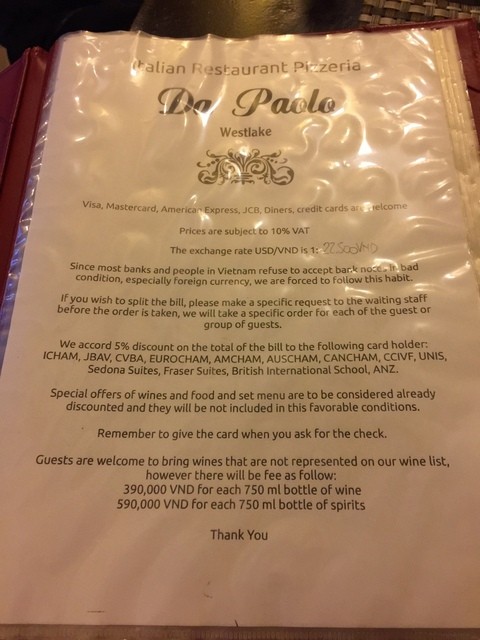 Italian Restaurant Pizzeria
Da Paolo
Westlake
Visa, Mastercard, American Express, JCB, Diners, credit cards are welcome
Prices are subject to 10% VAT
The exchange rate USD/VND is 1: 22.500VND
Since most banks and people in Vietnam refuse to accept bank notes in bad
condition, especially foreign currency, we are forced to follow this habit.
If you wish to split the bill, please make a specific request to the waiting staff
before the order is taken, we will take a specific order for each of the guest or
group of guests.
We accord 5% discount on the total of the bill to the following card holder:
ICHAM, JBAV, CVBA, EUROCHAM, AMCHAM, AUSCHAM, CANCHAM, CCIVF, UNIS,
Sedona Suites, Fraser Suites, British International School, ANZ.
Special offers of wines and food and set menu are to be considered already
discounted and they will be not included in this favorable conditions.
Remember to give the card when you ask for the check.
Guests are welcome to bring wines that are not represented on our wine list,
however there will be fee as follow:
390,000 VND for each 750 ml bottle of wine
590,000 VND for each 750 ml bottle of spirits
Thank You